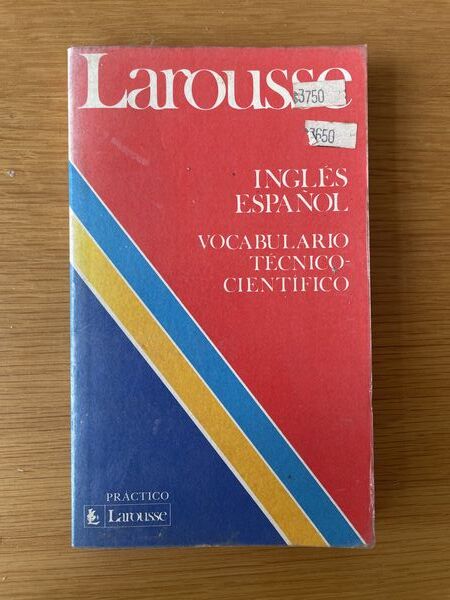 Larousse
$3750
3650
INGLÉS
ESPAÑOL
VOCABULARIO
TÉCNICO-
CIENTÍFICO
PRÁCTICO
Larousse